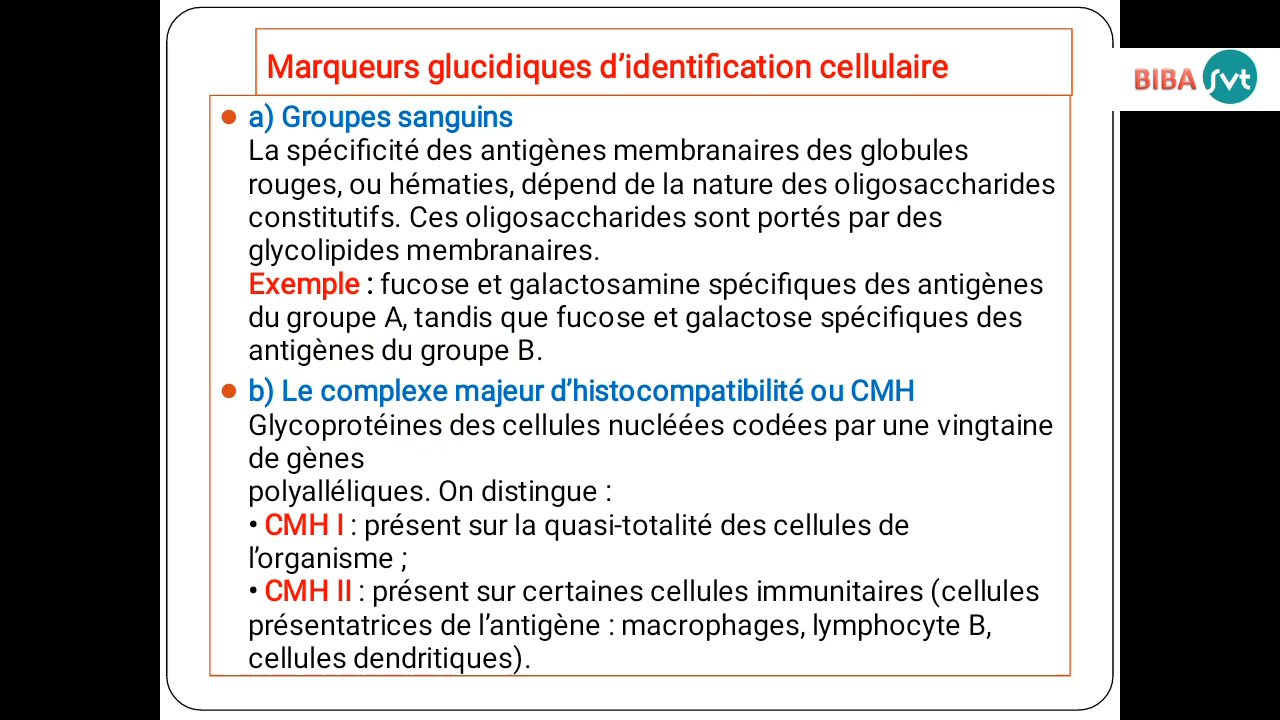 Marqueurs glucidiques d’identification cellulaire
BIBA svt
● a) Groupes sanguins
La spécificité des antigènes membranaires des globules
rouges, ou hématies, dépend de la nature des oligosaccharides
constitutifs. Ces oligosaccharides sont portés par des
glycolipides membranaires.
Exemple : fucose et galactosamine spécifiques des antigènes
du groupe A, tandis que fucose et galactose spécifiques des
antigènes du groupe B.
● b) Le complexe majeur d’histocompatibilité ou CMH
Glycoprotéines des cellules nucléées codées par une vingtaine
de gènes
polyalléliques. On distingue :
• CMH I : présent sur la quasi-totalité des cellules de
l’organisme ;
• CMH II : présent sur certaines cellules immunitaires (cellules
présentatrices de l’antigène : macrophages, lymphocyte B,
cellules dendritiques).